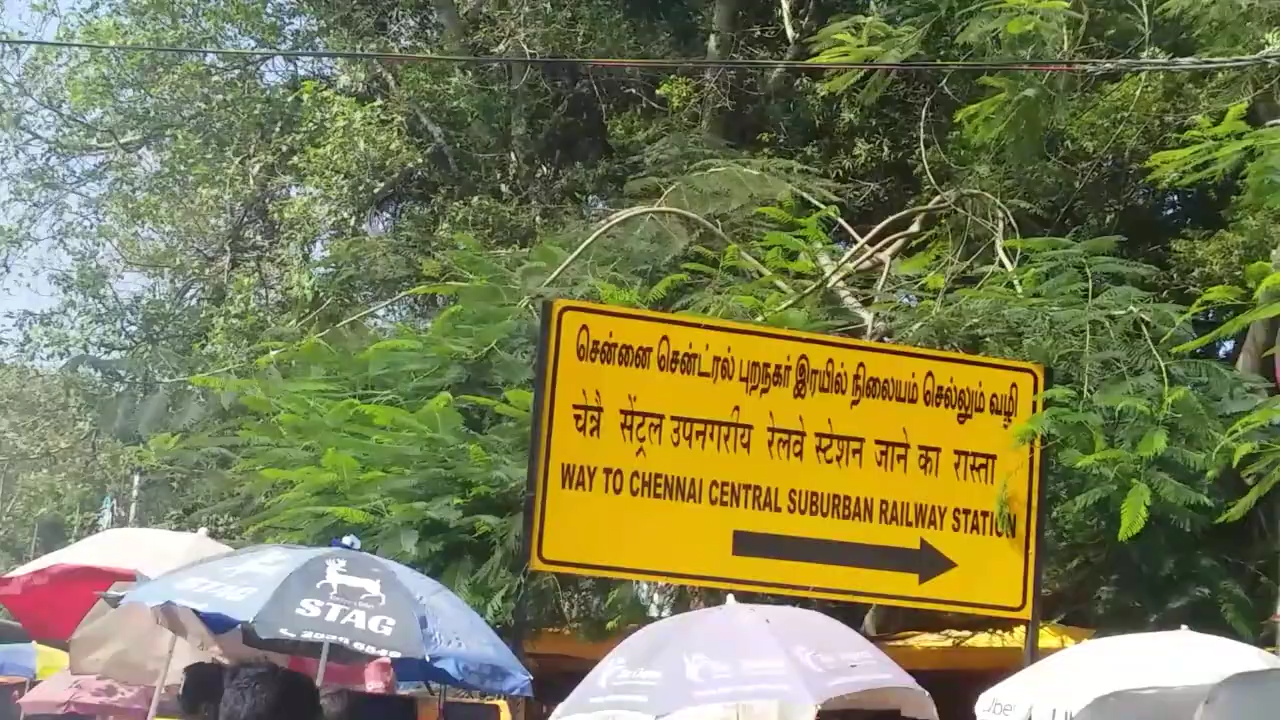 சென்னை சென்ட்ரல் புறநகர் இரயில் நிலையம் செல்லும் வழி
चेन्नै सेंट्रल उपनगरीय रेलवे स्टेशन जाने का रास्ता
WAY TO CHENNAI CENTRAL SUBURBAN RAILWAY STATION
STAG